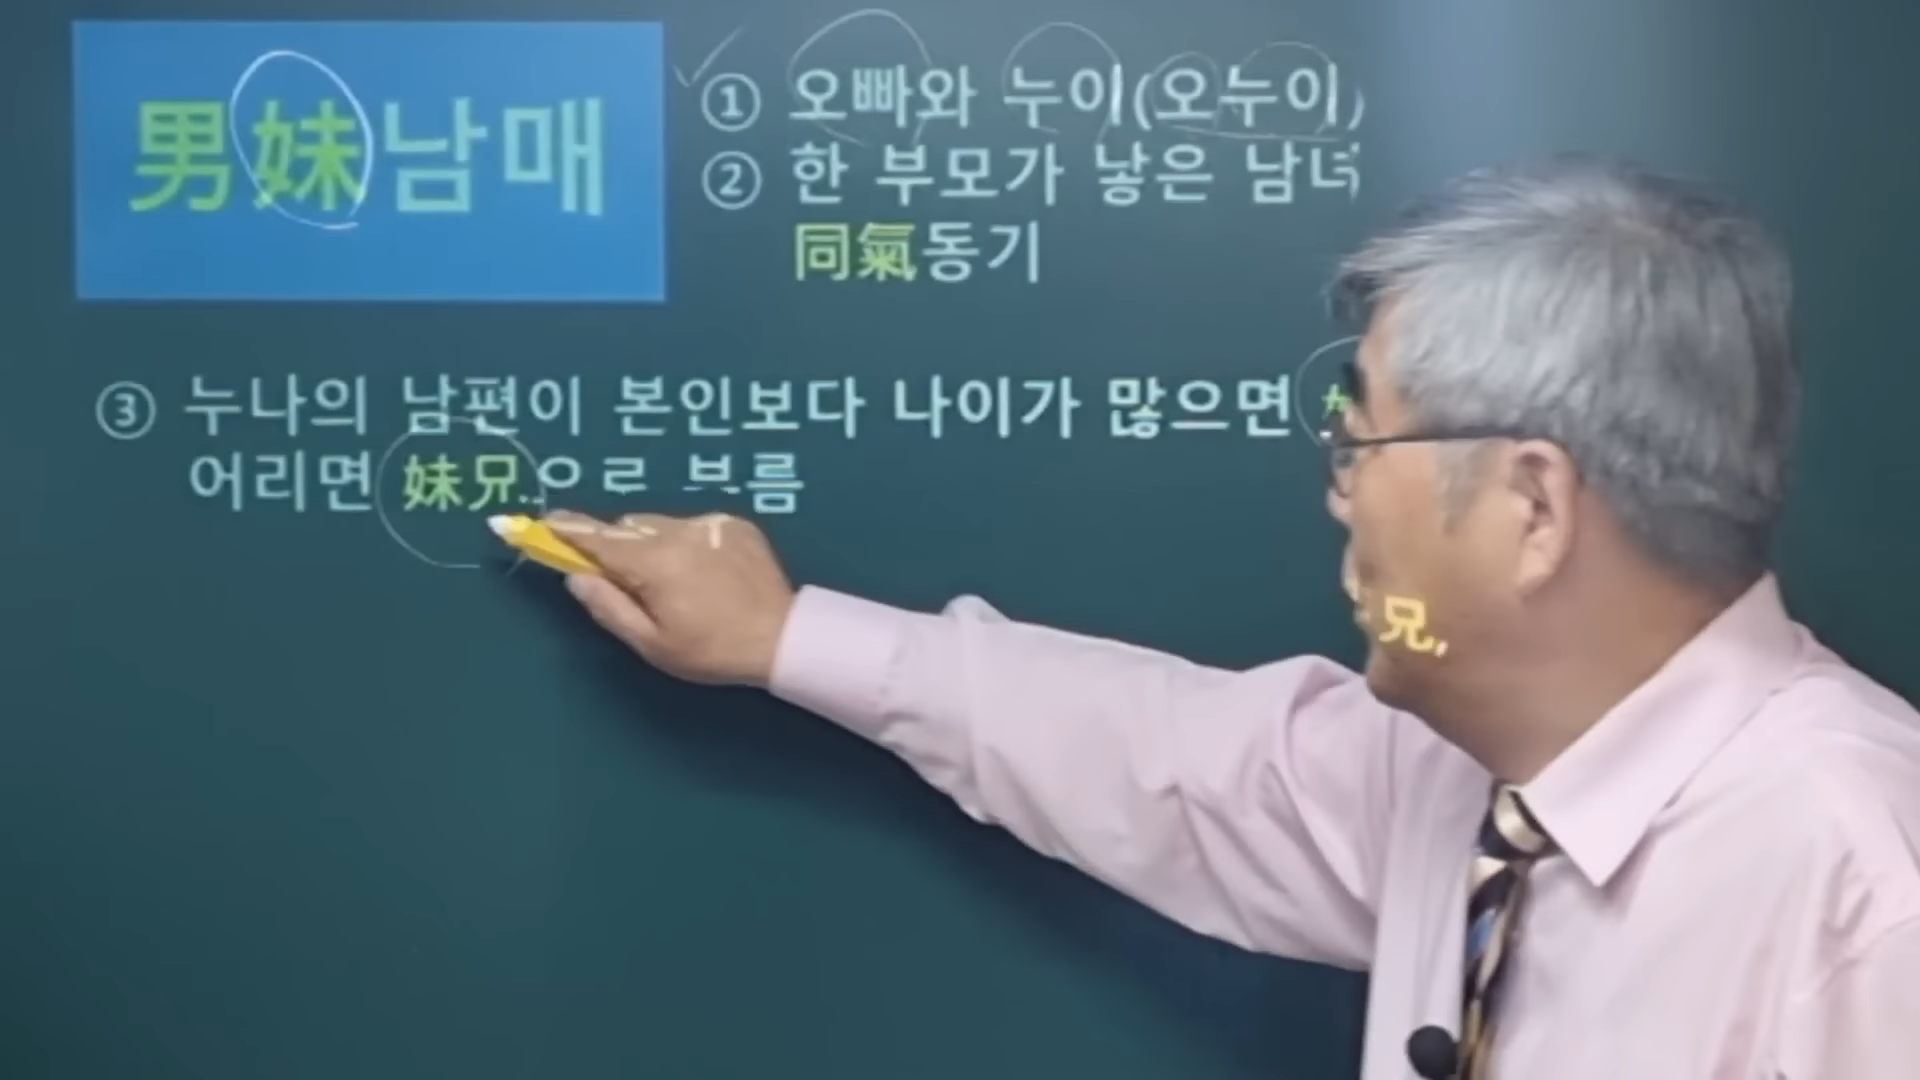 男妹남매
① 오빠와 누이(오누이)
② 한 부모가 낳은 남녀
同氣동기
③ 누나의 남편이 본인보다 나이가 많으면
어리면 妹兄으로 부름
兄,